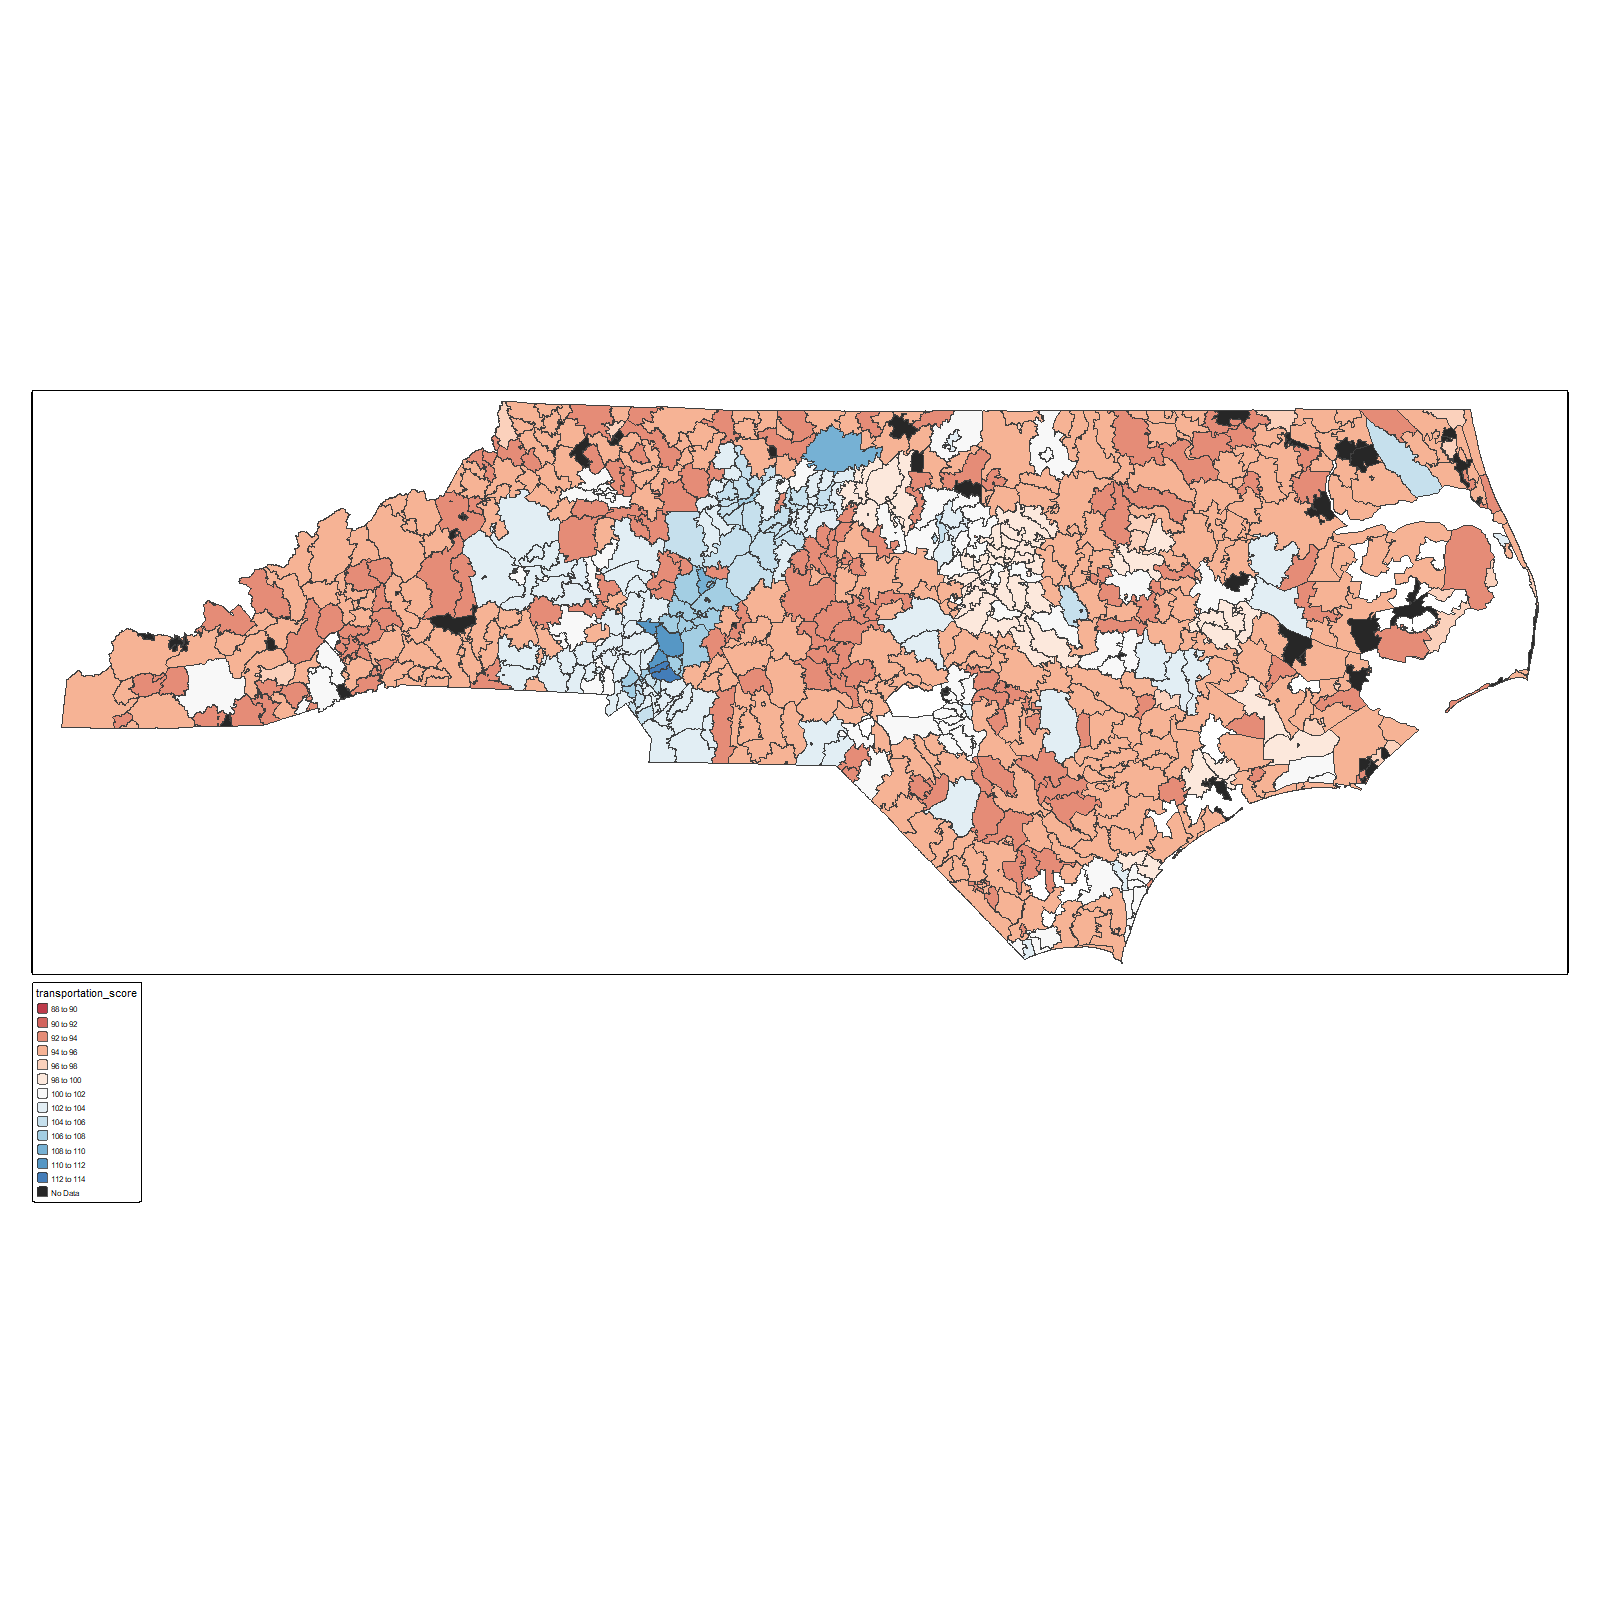 transportation_score
88 to 90
90 to 92
92 to 94
94 to 96
96 to 98
98 to 100
100 to 102
102 to 104
104 to 106
106 to 108
108 to 110
110 to 112
112 to 114
No Data